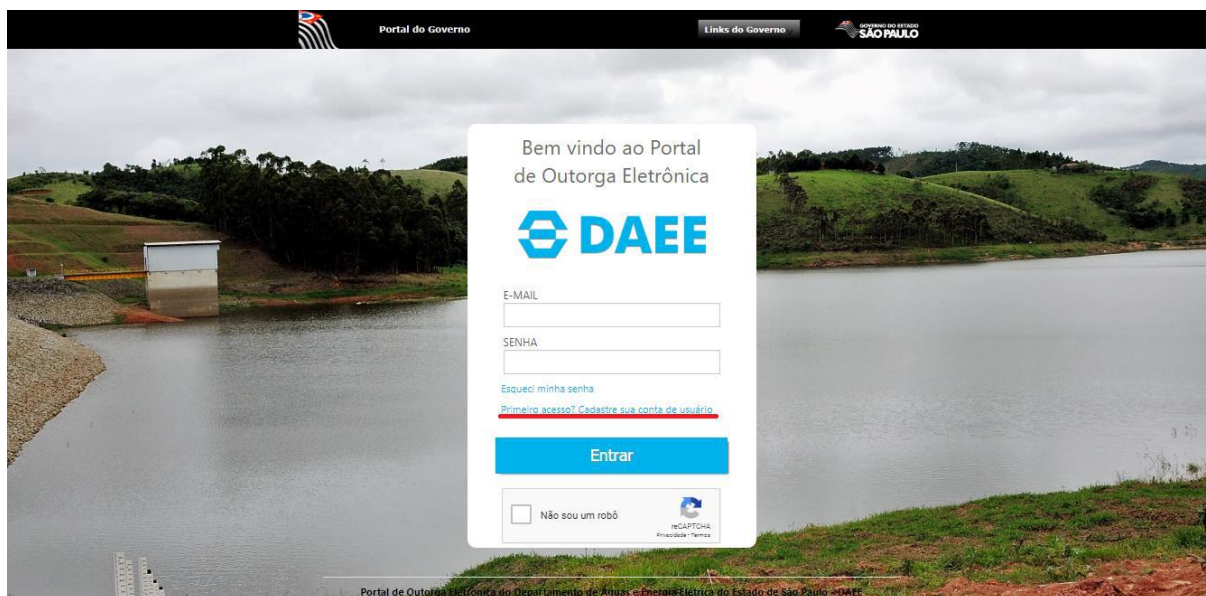 Portal do Governo
Links do Governo
GOVERNO DO ESTADO
SÃO PAULO
Bem vindo ao Portal
de Outorga Eletrônica
DAEE
E-MAIL
SENHA
Esqueci minha senha
Primeiro acesso? Cadastre sua conta de usuário
Entrar
Não sou um robô
reCAPTCHA
Privacidade - Termos
Portal de Outorga Eletrônica do Departamento de Águas e Energia Elétrica do Estado de São Paulo - DAEE